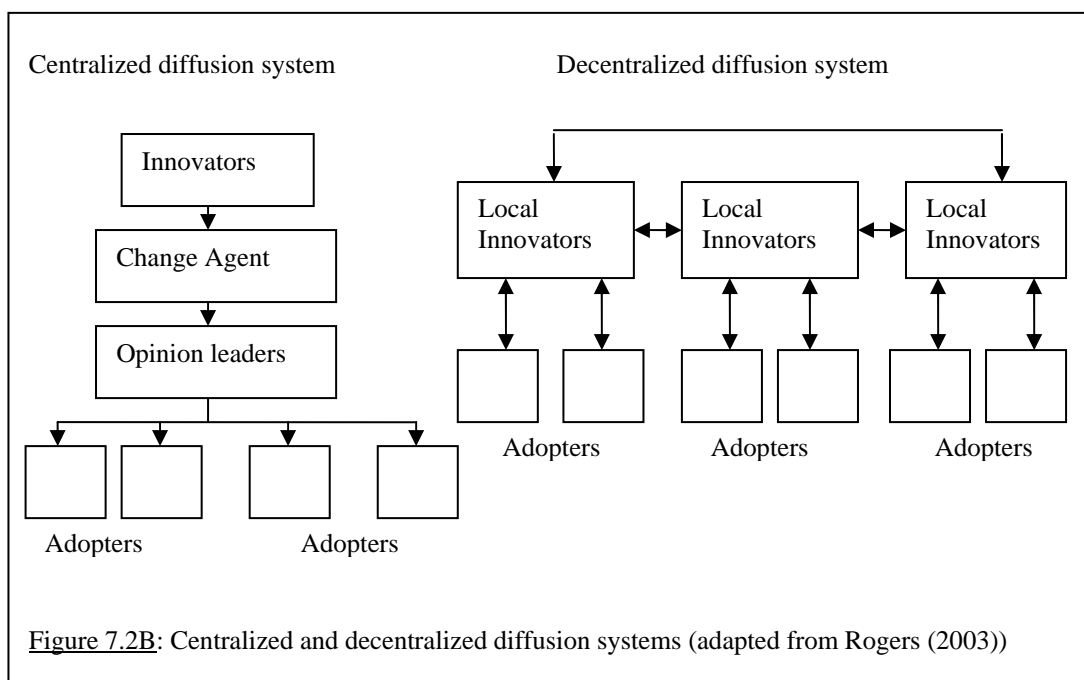 Centralized diffusion system
Innovators
Change Agent
Opinion leaders
Adopters
Adopters
Decentralized diffusion system
Local
Innovators
Local
Innovators
Local
Innovators
Adopters
Adopters
Adopters
Figure 7.2B: Centralized and decentralized diffusion systems (adapted from Rogers (2003))